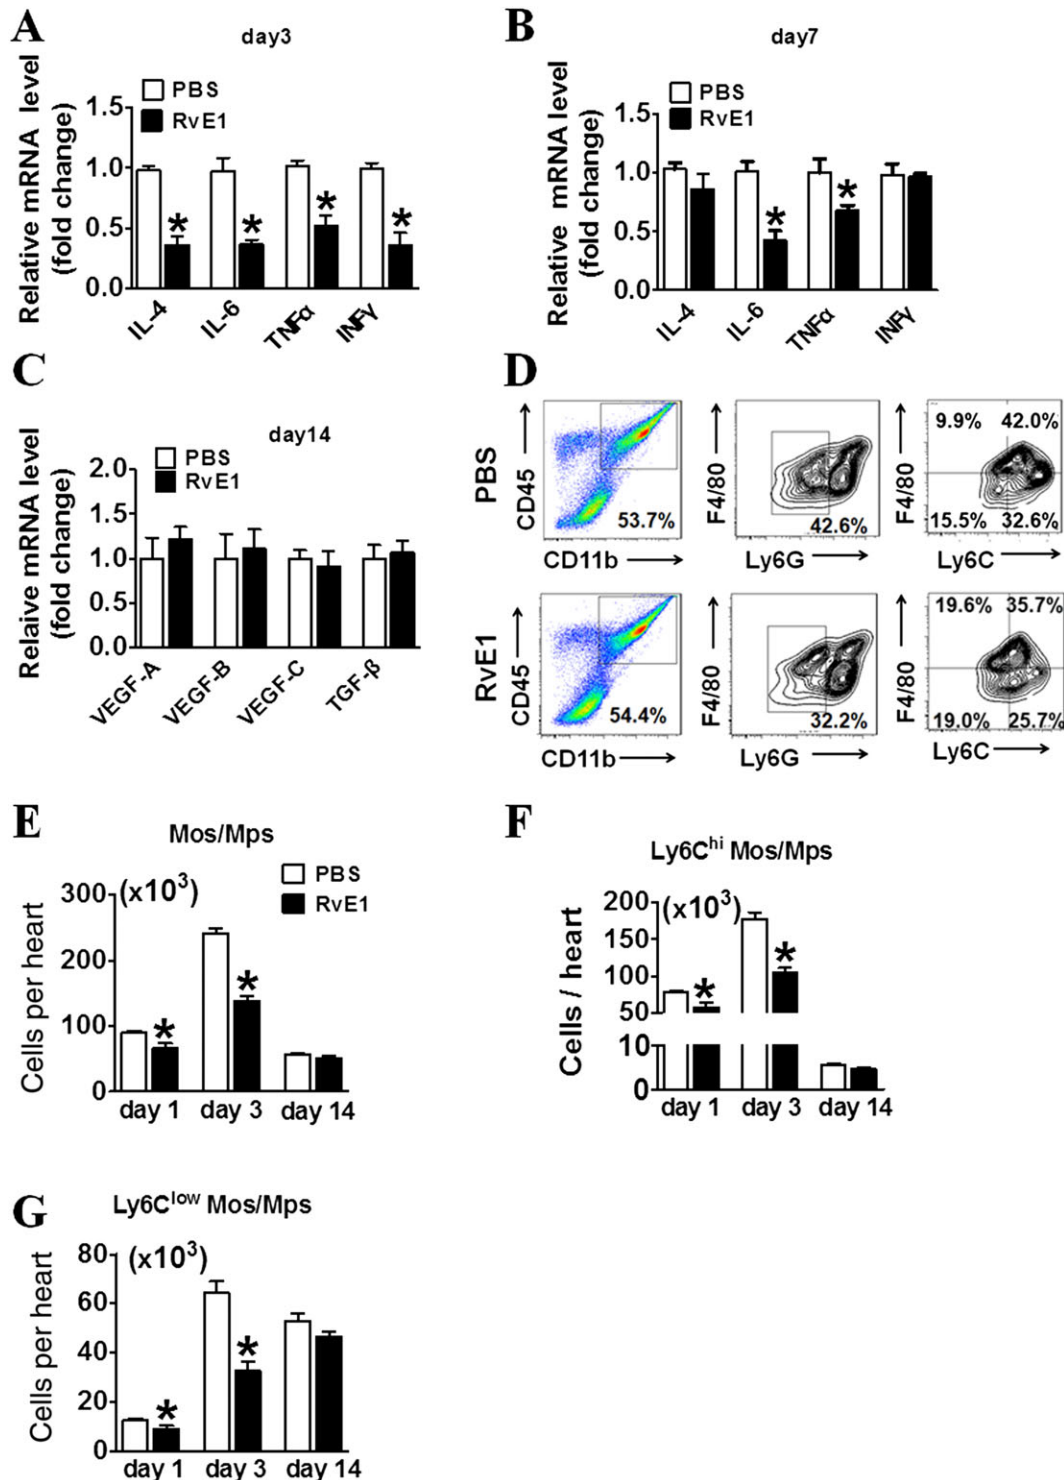 A
day3
Relative mRNA level
(fold change)
PBS
RvE1
1.5
1.0
0.5
0.0
* * * *
IL-4 IL-6 TNFα INFγ
B
day7
Relative mRNA level
(fold change)
PBS
RvE1
1.5
1.0
0.5
0.0
* *
IL-4 IL-6 TNFα INFγ
C
day14
Relaive mRNA level
(fold change)
PBS
RvE1
2.0
1.5
1.0
0.5
0.0
VEGF-A VEGF-B VEGF-C TGF-β
D
PBS
CD45
53.7%
CD11b
F4/80
42.6%
Ly6G
F4/80
9.9% 42.0%
15.5% 32.6%
Ly6C
RvE1
CD45
54.4%
CD11b
F4/80
32.2%
Ly6G
F4/80
19.6% 35.7%
19.0% 25.7%
Ly6C
E
Mos/Mps
PBS
RvE1
(x10³)
Cells per heart
300
200
100
0
* *
day 1 day 3 day 14
F
Ly6Cʰⁱ Mos/Mps
(x10³)
Cells / heart
200
150
100
50
10
0
* *
day 1 day 3 day 14
G
Ly6Cˡᵒʷ Mos/Mps
(x10³)
Cells per heart
80
60
40
20
0
* *
day 1 day 3 day 14